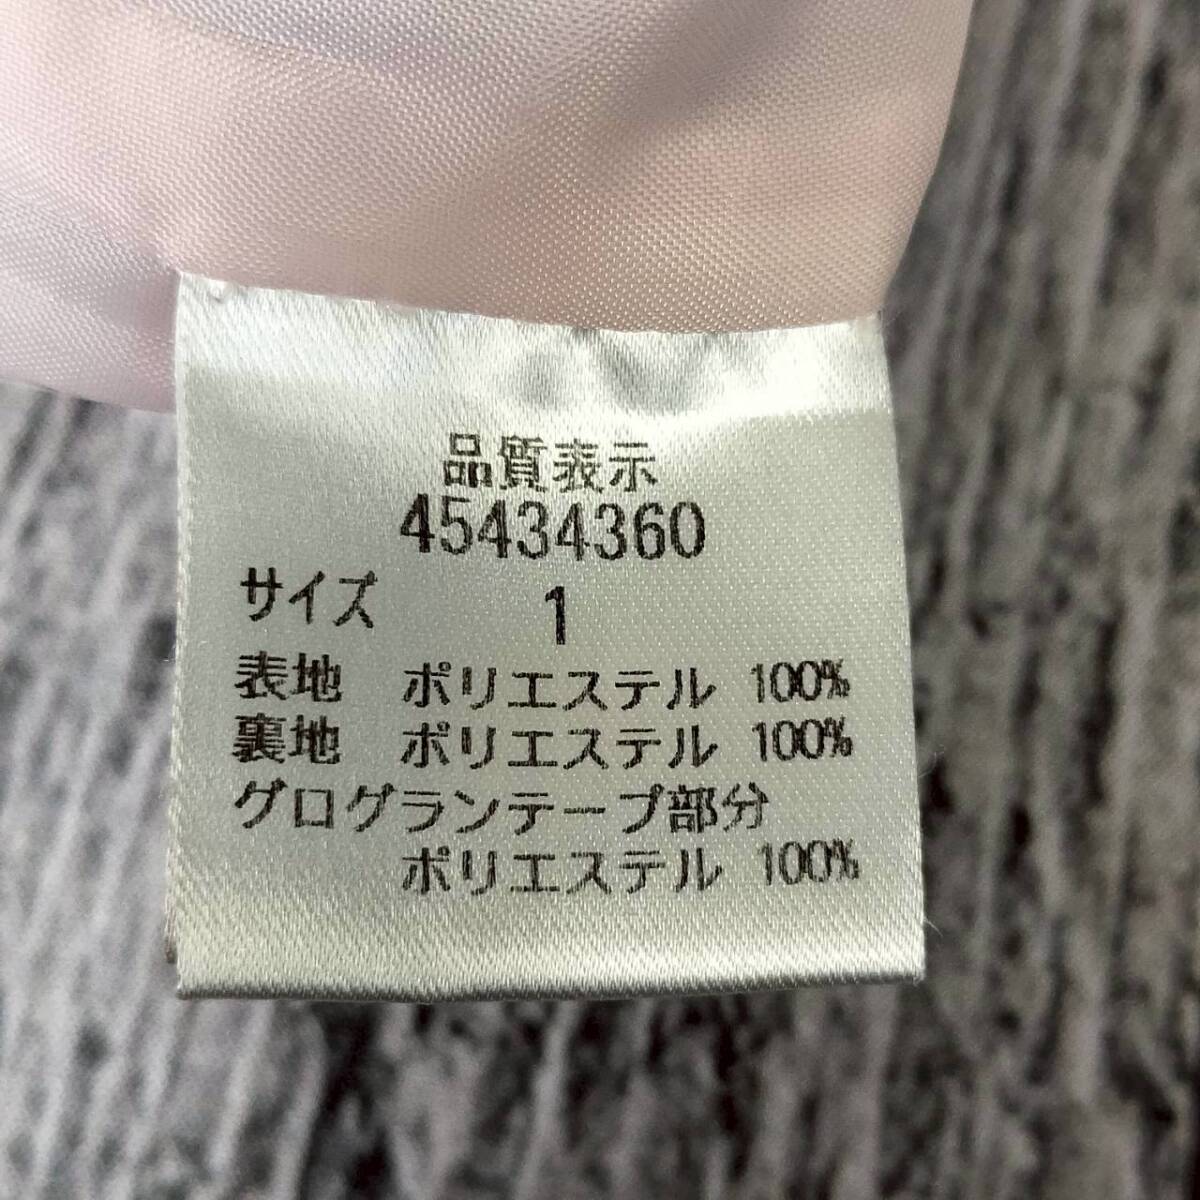 品質表示
45434360
サイズ 1
表地 ポリエステル 100%
裏地 ポリエステル 100%
グログランテープ部分
ポリエステル 100%